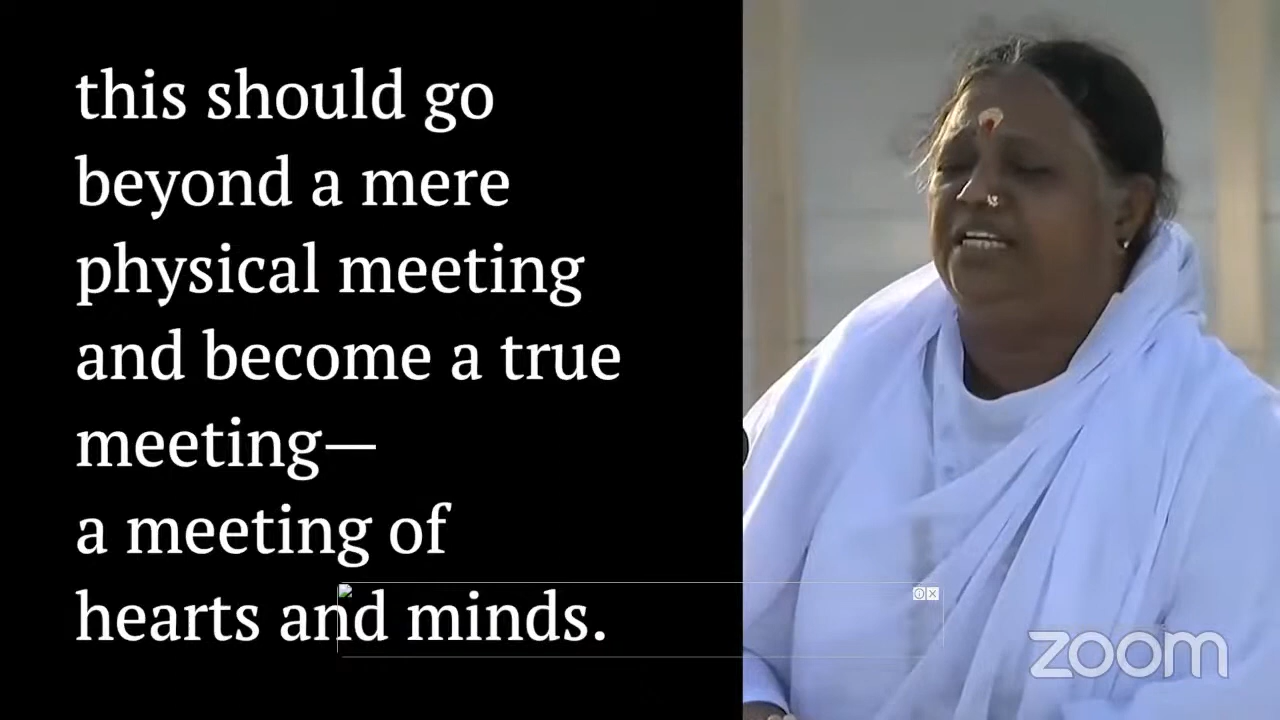 this should go
beyond a mere
physical meeting
and become a true
meeting—
a meeting of
hearts and minds.
zoom